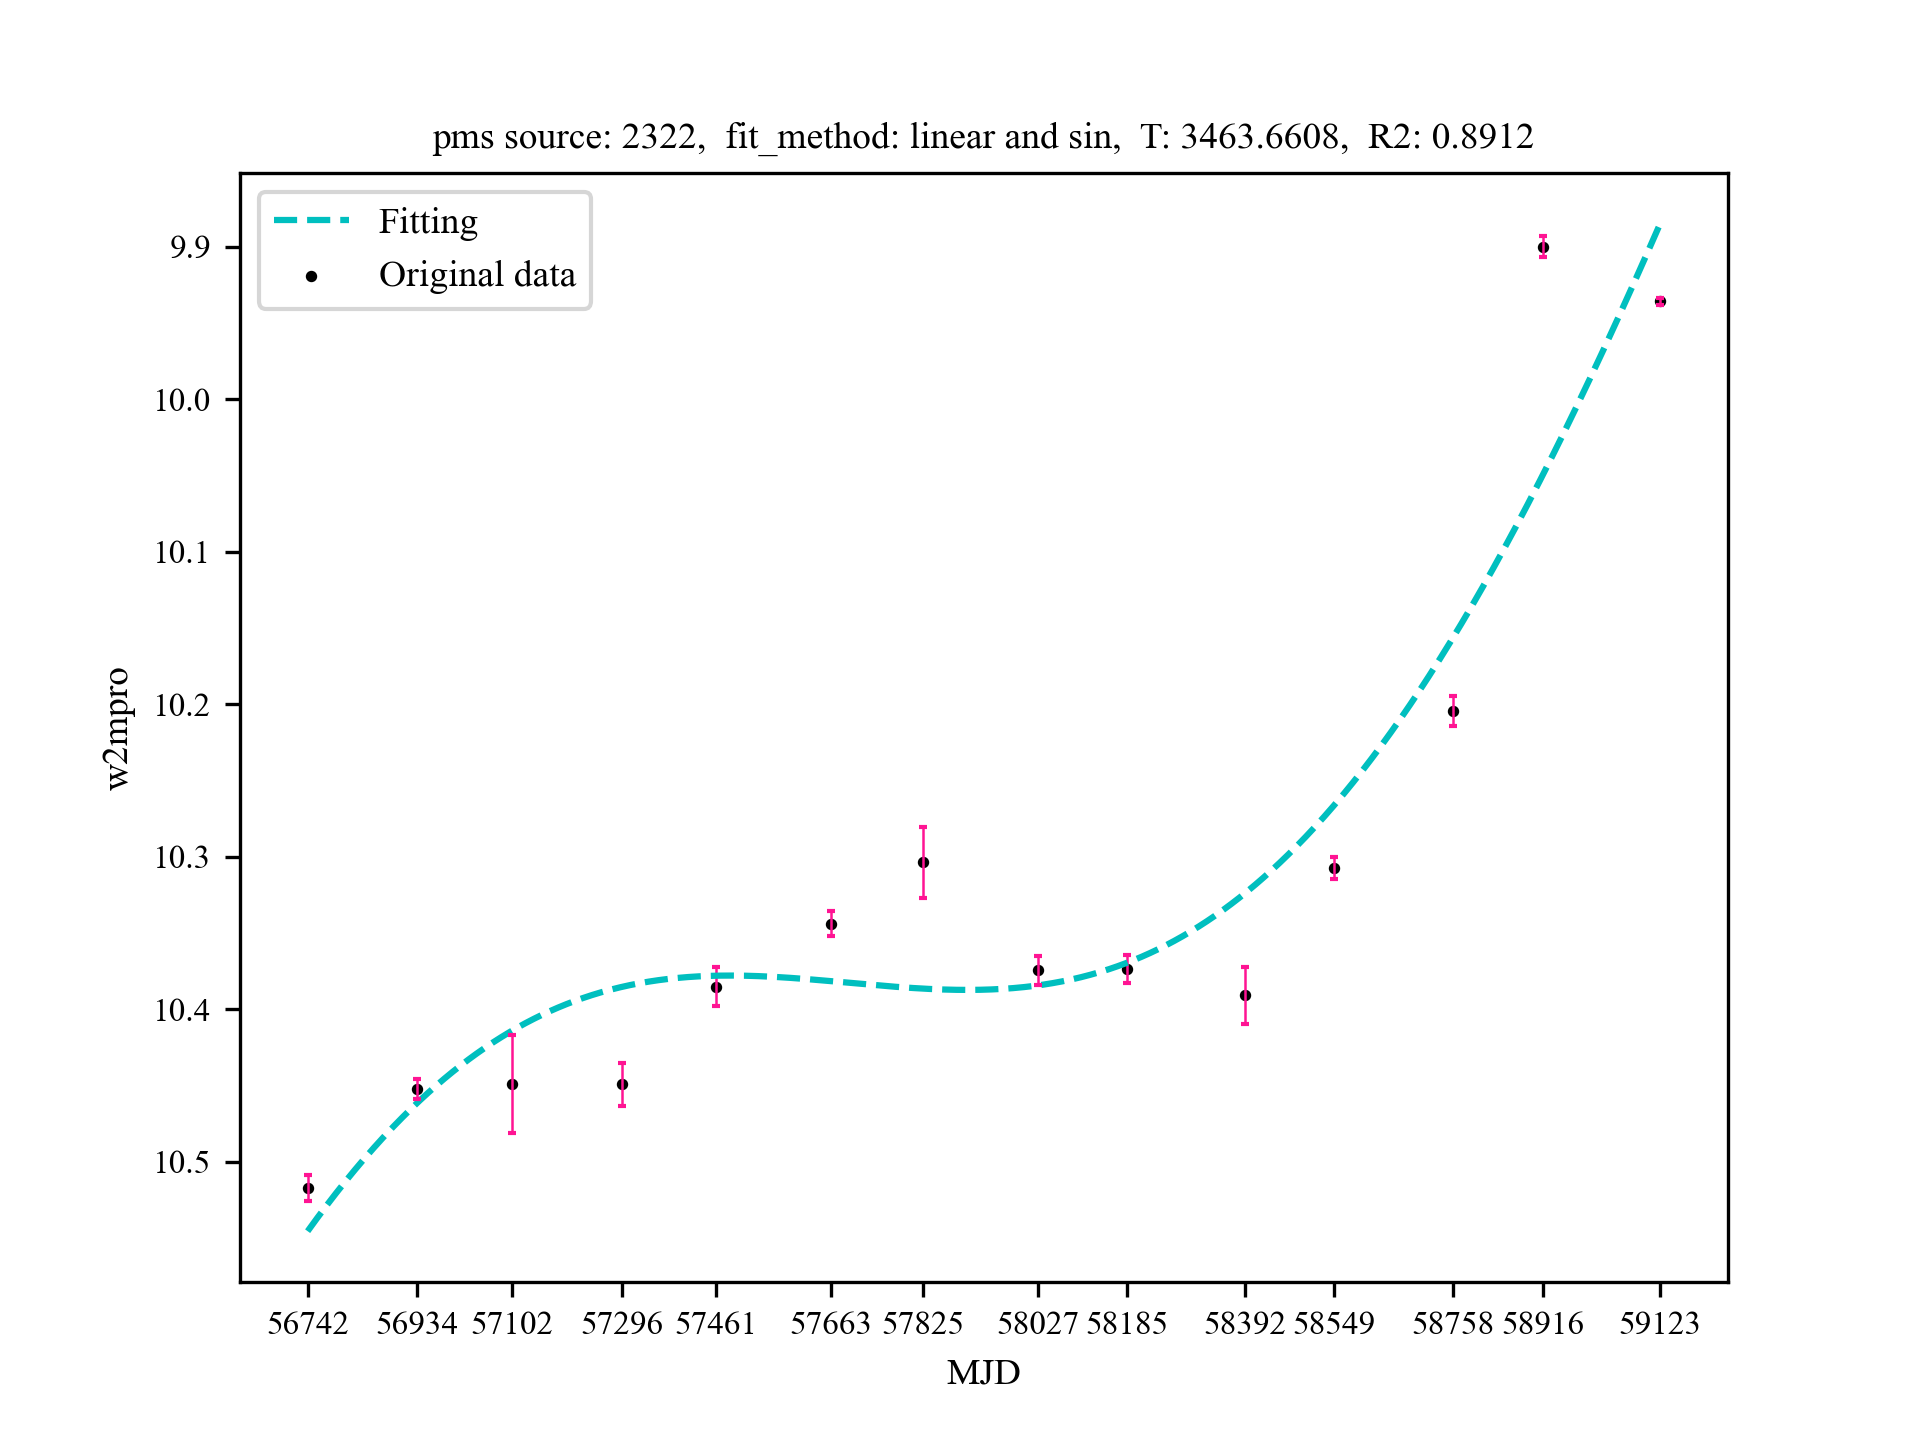 pms source: 2322,  fit_method: linear and sin,  T: 3463.6608,  R2: 0.8912
Fitting
Original data
9.9
10.0
10.1
10.2
10.3
10.4
10.5
w2mpro
56742 56934 57102 57296 57461 57663 57825 58027 58185 58392 58549 58758 58916 59123
MJD